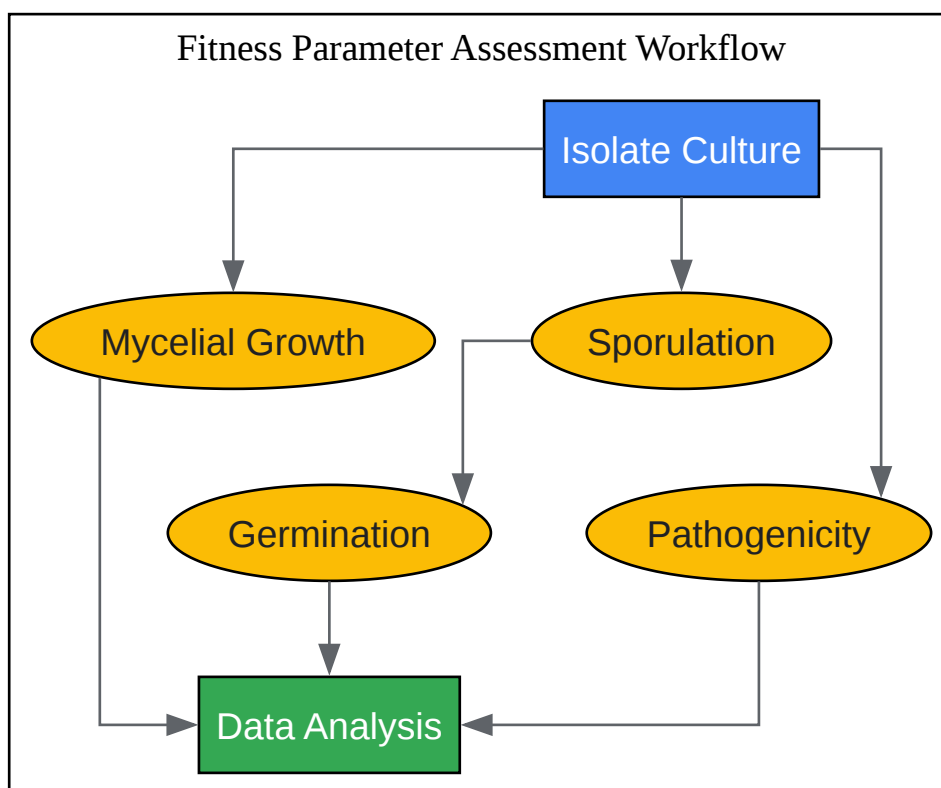 Fitness Parameter Assessment Workflow
Isolate Culture
Mycelial Growth
Sporulation
Germination
Pathogenicity
Data Analysis